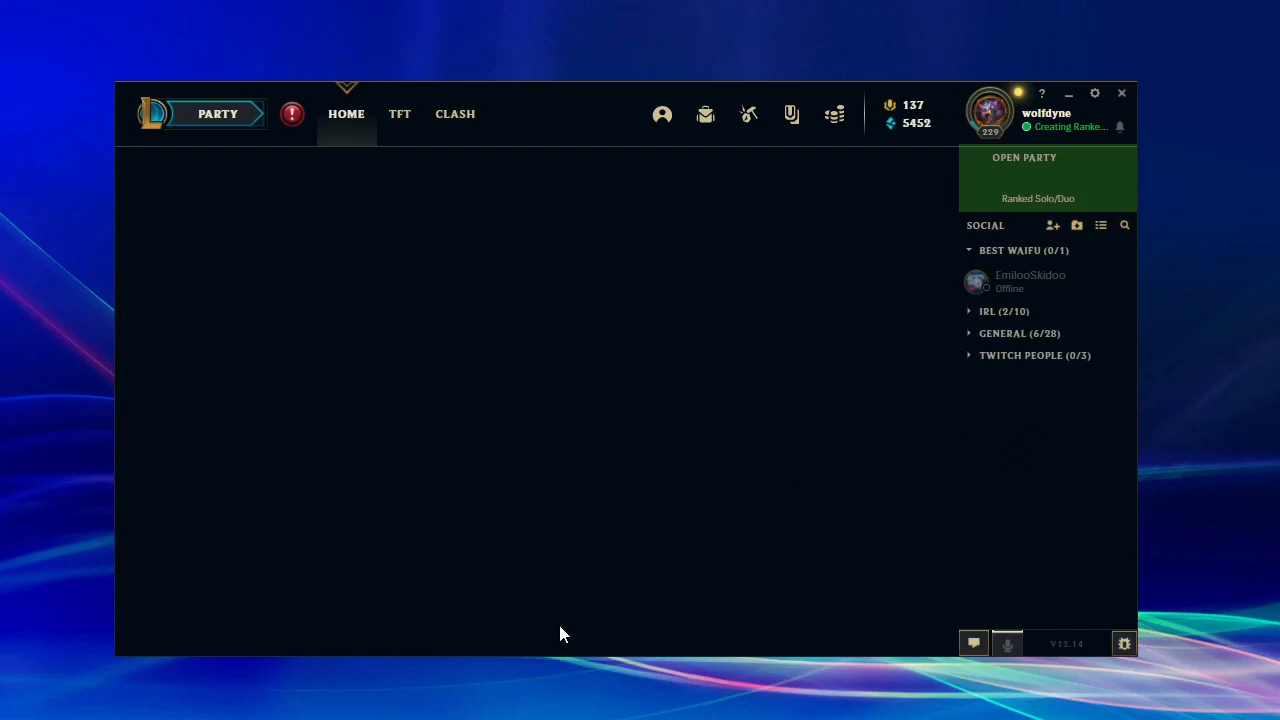 PARTY
!
HOME
TFT
CLASH
137
5452
229
?
wolfdyne
Creating Ranke...
OPEN PARTY
Ranked Solo/Duo
SOCIAL
BEST WAIFU (0/1)
EmilooSkidoo
Offline
IRL (2/10)
GENERAL (6/28)
TWITCH PEOPLE (0/3)
V12.14